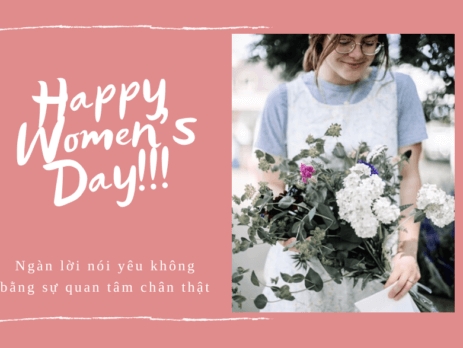 Happy
Women's
Day!!!
Ngàn lời nói yêu không
bằng sự quan tâm chân thật